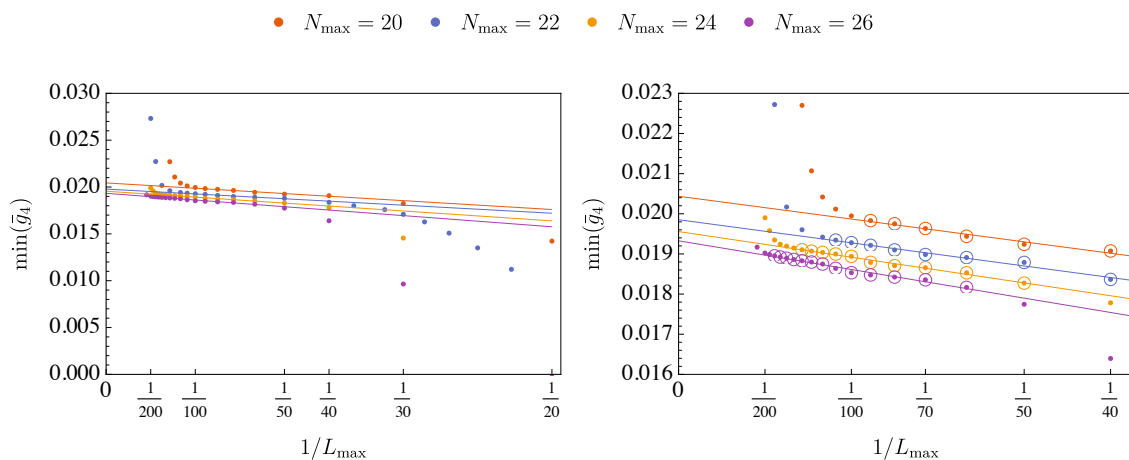 N_max = 20 N_max = 22 N_max = 24 N_max = 26
min(ḡ_4)
0.030
0.025
0.020
0.015
0.010
0.005
0.000
0 1/200 1/100 1/50 1/40 1/30 1/20
1/L_max
min(ḡ_4)
0.023
0.022
0.021
0.020
0.019
0.018
0.017
0.016
0 1/200 1/100 1/70 1/50 1/40
1/L_max